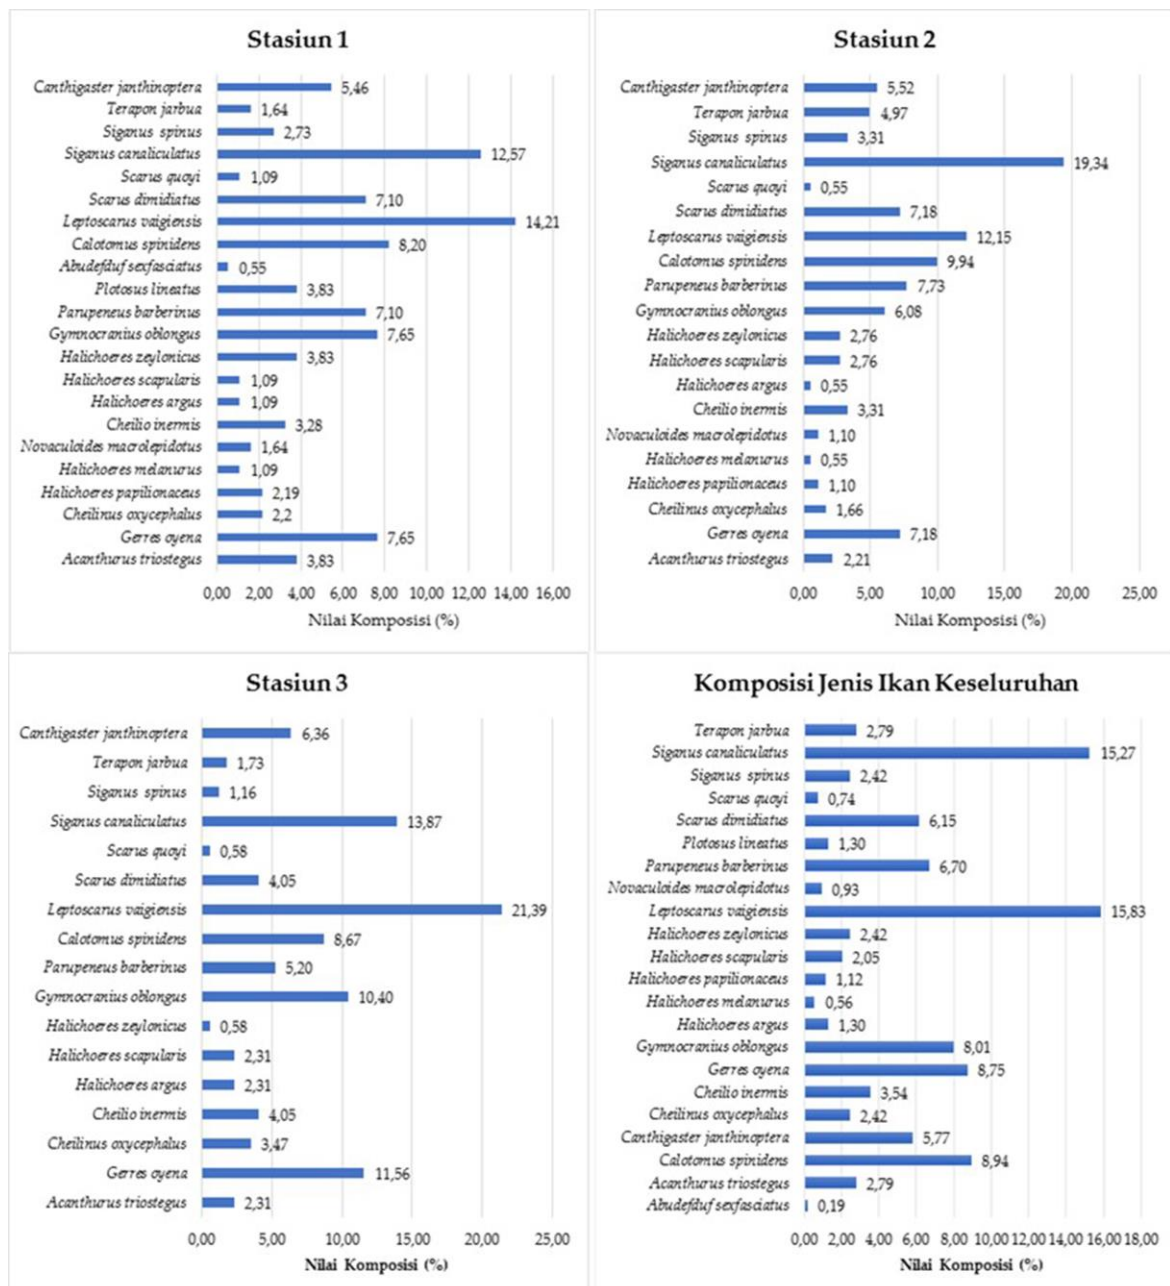 Stasiun 1
Canthigaster janthinoptera 5,46
Terapon jarbua 1,64
Siganus spinus 2,73
Siganus canaliculatus 12,57
Scarus quoyi 1,09
Scarus dimidiatus 7,10
Leptoscarus vaigiensis 14,21
Calotomus spinidens 8,20
Abudefduf sexfasciatus 0,55
Plotosus lineatus 3,83
Parupeneus barberinus 7,10
Gymnocranius oblongus 7,65
Halichoeres zeylonicus 3,83
Halichoeres scapularis 1,09
Halichoeres argus 1,09
Cheilio inermis 3,28
Novaculoides macrolepidotus 1,64
Halichoeres melanurus 1,09
Halichoeres papilionaceus 2,19
Cheilinus oxycephalus 2,2
Gerres oyena 7,65
Acanthurus triostegus 3,83
0,00 2,00 4,00 6,00 8,00 10,00 12,00 14,00 16,00
Nilai Komposisi (%)
Stasiun 2
Canthigaster janthinoptera 5,52
Terapon jarbua 4,97
Siganus spinus 3,31
Siganus canaliculatus 19,34
Scarus quoyi 0,55
Scarus dimidiatus 7,18
Leptoscarus vaigiensis 12,15
Calotomus spinidens 9,94
Parupeneus barberinus 7,73
Gymnocranius oblongus 6,08
Halichoeres zeylonicus 2,76
Halichoeres scapularis 2,76
Halichoeres argus 0,55
Cheilio inermis 3,31
Novaculoides macrolepidotus 1,10
Halichoeres melanurus 0,55
Halichoeres papilionaceus 1,10
Cheilinus oxycephalus 1,66
Gerres oyena 7,18
Acanthurus triostegus 2,21
0,00 5,00 10,00 15,00 20,00 25,00
Nilai Komposisi (%)
Stasiun 3
Canthigaster janthinoptera 6,36
Terapon jarbua 1,73
Siganus spinus 1,16
Siganus canaliculatus 13,87
Scarus quoyi 0,58
Scarus dimidiatus 4,05
Leptoscarus vaigiensis 21,39
Calotomus spinidens 8,67
Parupeneus barberinus 5,20
Gymnocranius oblongus 10,40
Halichoeres zeylonicus 0,58
Halichoeres scapularis 2,31
Halichoeres argus 2,31
Cheilio inermis 4,05
Cheilinus oxycephalus 3,47
Gerres oyena 11,56
Acanthurus triostegus 2,31
0,00 5,00 10,00 15,00 20,00 25,00
Nilai Komposisi (%)
Komposisi Jenis Ikan Keseluruhan
Terapon jarbua 2,79
Siganus canaliculatus 15,27
Siganus spinus 2,42
Scarus quoyi 0,74
Scarus dimidiatus 6,15
Plotosus lineatus 1,30
Parupeneus barberinus 6,70
Novaculoides macrolepidotus 0,93
Leptoscarus vaigiensis 15,83
Halichoeres zeylonicus 2,42
Halichoeres scapularis 2,05
Halichoeres papilionaceus 1,12
Halichoeres melanurus 0,56
Halichoeres argus 1,30
Gymnocranius oblongus 8,01
Gerres oyena 8,75
Cheilio inermis 3,54
Cheilinus oxycephalus 2,42
Canthigaster janthinoptera 5,77
Calotomus spinidens 8,94
Acanthurus triostegus 2,79
Abudefduf sexfasciatus 0,19
0,00 2,00 4,00 6,00 8,00 10,00 12,00 14,00 16,00 18,00
Nilai Komposisi (%)